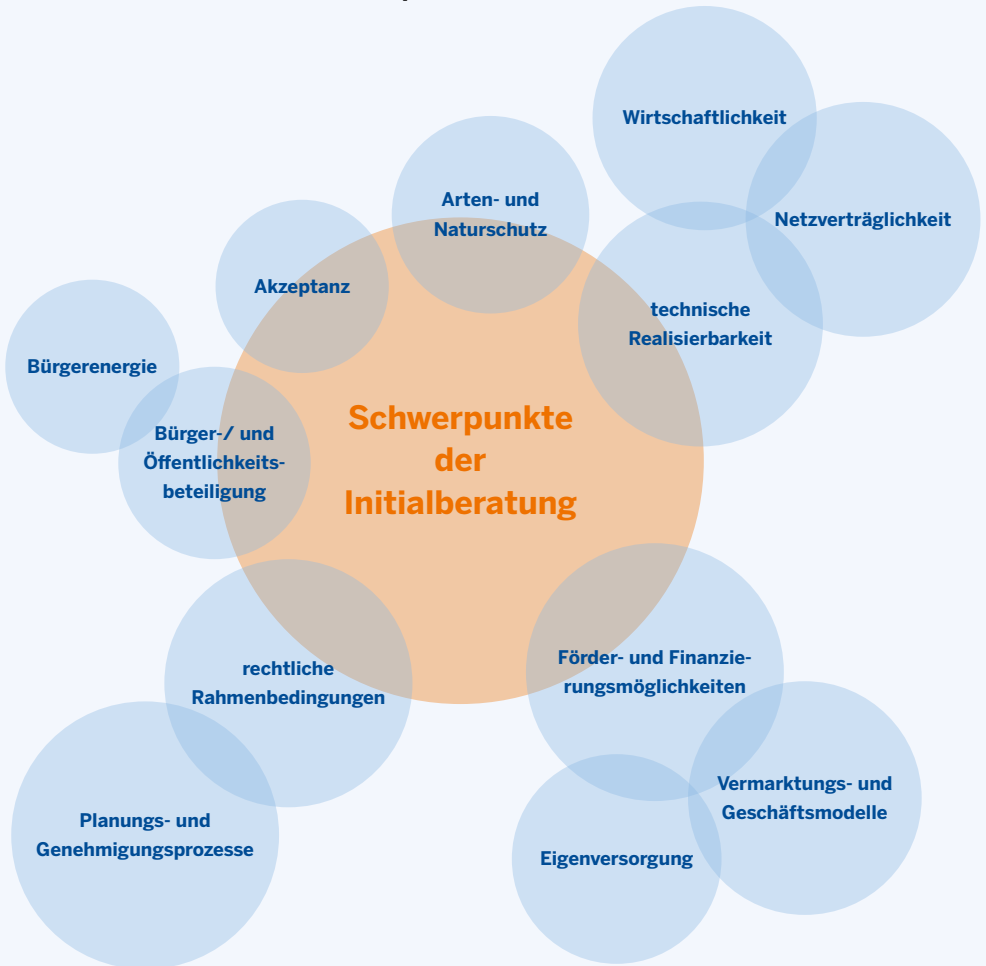 Wirtschaftlichkeit
Arten- und
Naturschutz
Netzverträglichkeit
Akzeptanz
technische
Realisierbarkeit
Bürgerenergie
Bürger-/ und
Öffentlichkeits-
beteiligung
Schwerpunkte
der
Initialberatung
rechtliche
Rahmenbedingungen
Förder- und Finanzie-
rungsmöglichkeiten
Planungs- und
Genehmigungsprozesse
Vermarktungs- und
Geschäftsmodelle
Eigenversorgung